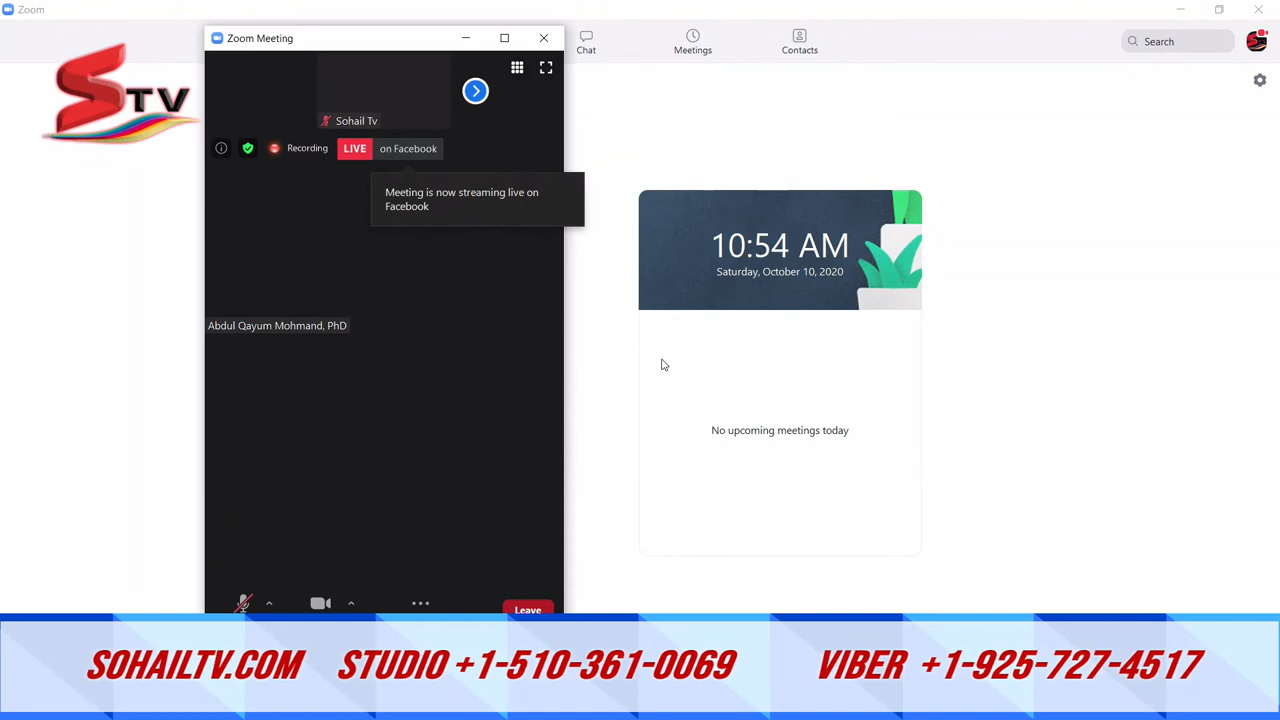 Zoom
STV
Zoom Meeting
Chat
Meetings
Contacts
Search
Sohail Tv
Recording
LIVE on Facebook
Meeting is now streaming live on
Facebook
Abdul Qayum Mohmand, PhD
10:54 AM
Saturday, October 10, 2020
No upcoming meetings today
Leave
SOHAILTV.COM STUDIO +1-510-361-0069 VIBER +1-925-727-4517